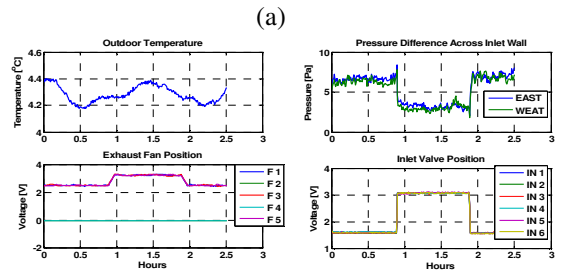 (a)
Outdoor Temperature
Temperature [°C]
4.6
4.4
4.2
4
0 0.5 1 1.5 2 2.5 3
Pressure Difference Across Inlet Wall
Pressure [Pa]
10
5
0
EAST
WEAT
0 0.5 1 1.5 2 2.5 3
Exhaust Fan Position
Voltage [V]
4
2
0
-2
F 1
F 2
F 3
F 4
F 5
0 0.5 1 1.5 2 2.5 3
Hours
Inlet Valve Position
Voltage [V]
4
3
2
1
IN 1
IN 2
IN 3
IN 4
IN 5
IN 6
0 0.5 1 1.5 2 2.5 3
Hours